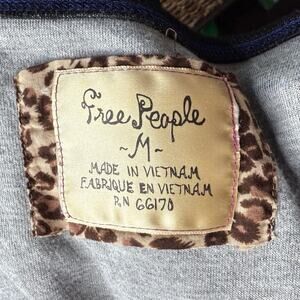 Free People
~M~
MADE IN VIETNAM
FABRIQUE EN VIETNAM
RN 66170